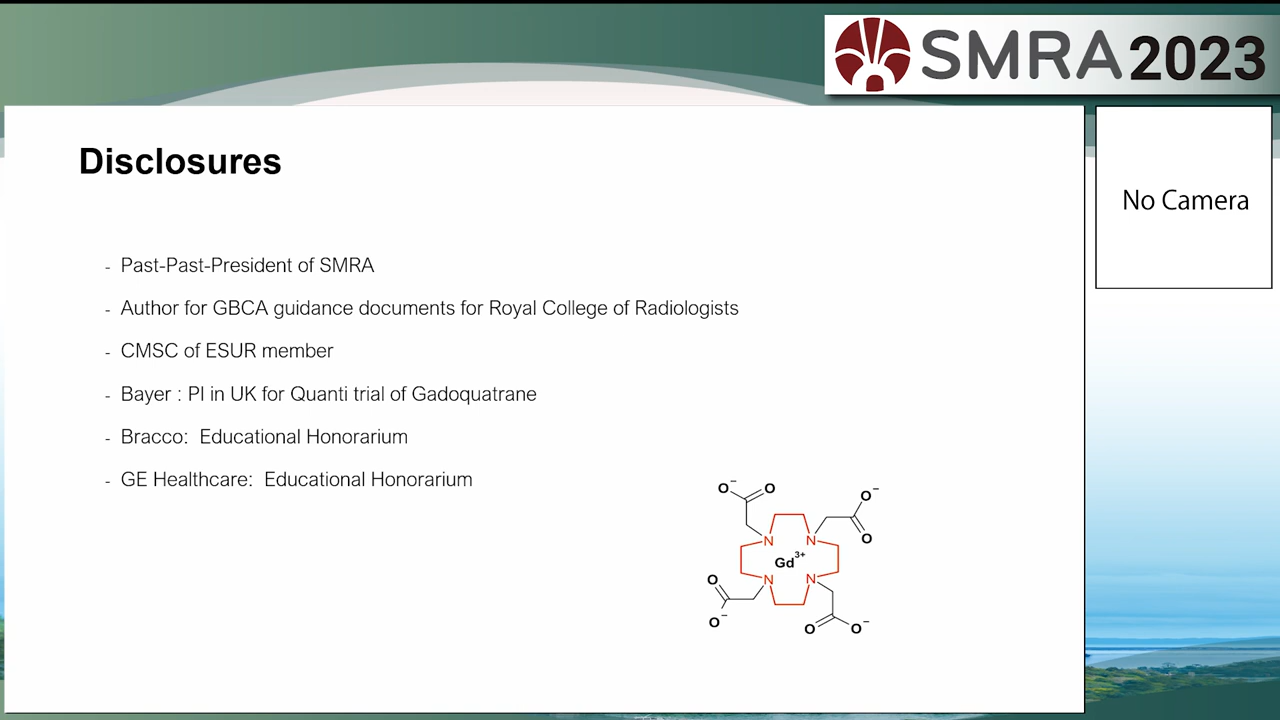 SMRA 2023
Disclosures
No Camera
- Past-Past-President of SMRA
- Author for GBCA guidance documents for Royal College of Radiologists
- CMSC of ESUR member
- Bayer : PI in UK for Quanti trial of Gadoquatrane
- Bracco: Educational Honorarium
- GE Healthcare: Educational Honorarium
O⁻ O O⁻
O
N N
Gd³⁺
N N
O
O⁻ O O⁻